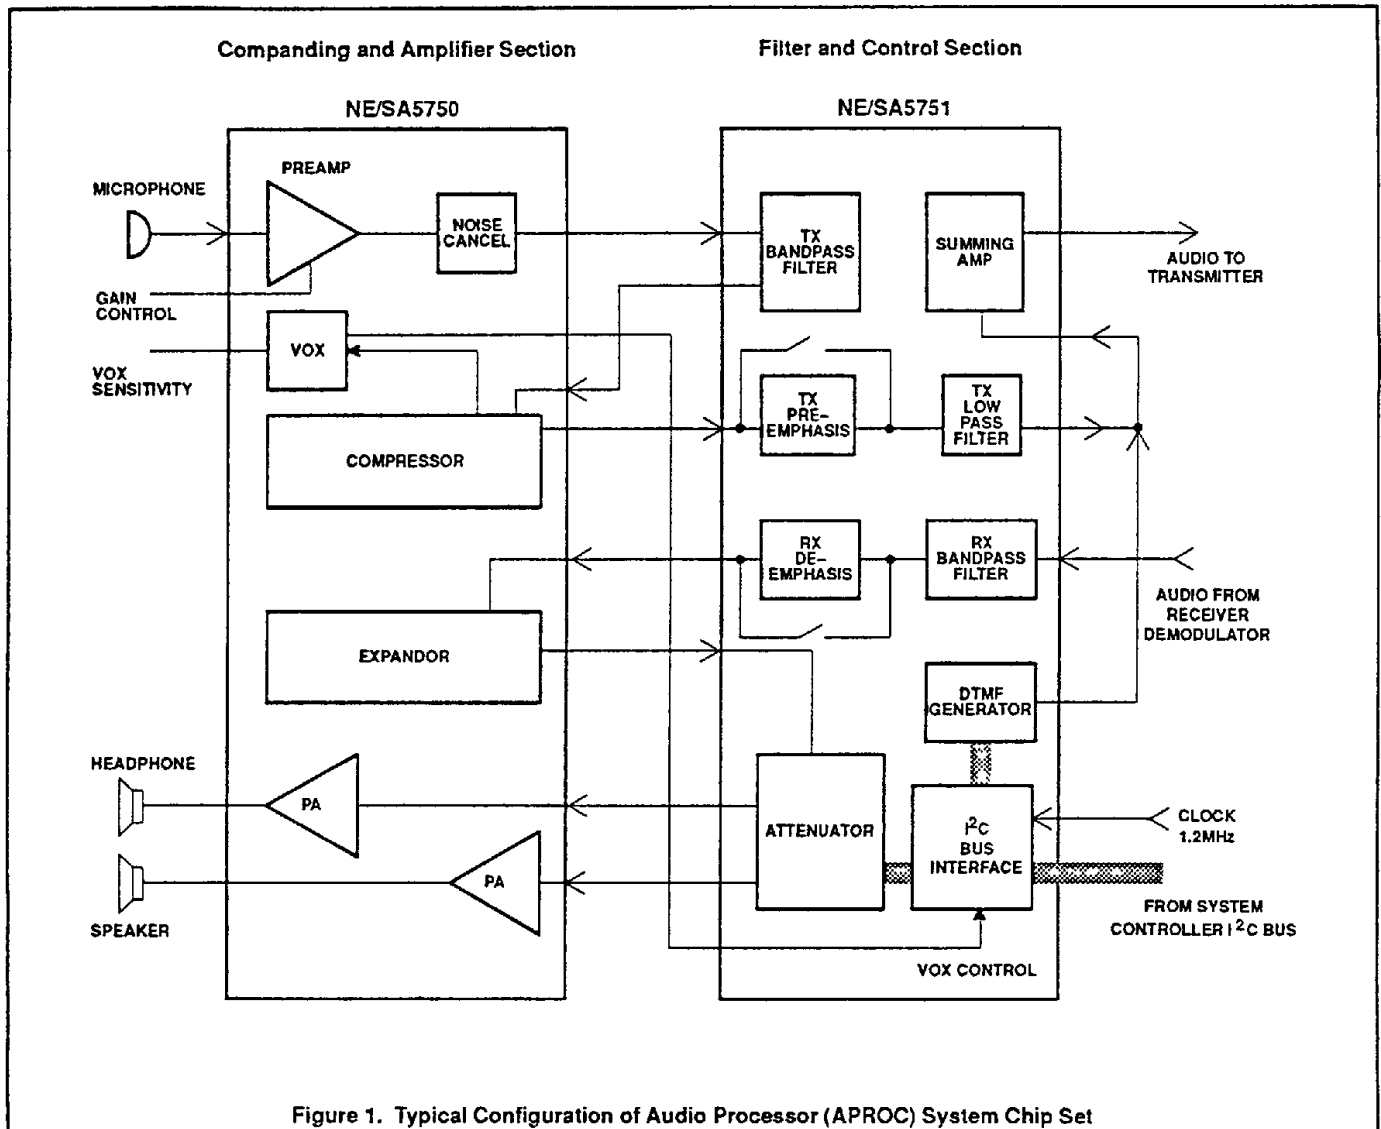 Companding and Amplifier Section
Filter and Control Section
NE/SA5750
NE/SA5751
PREAMP
MICROPHONE
NOISE
CANCEL
TX
BANDPASS
FILTER
SUMMING
AMP
AUDIO TO
TRANSMITTER
GAIN
CONTROL
VOX
VOX
SENSITIVITY
TX
PRE–
EMPHASIS
TX
LOW
PASS
FILTER
COMPRESSOR
RX
DE–
EMPHASIS
RX
BANDPASS
FILTER
AUDIO FROM
RECEIVER
DEMODULATOR
EXPANDOR
DTMF
GENERATOR
HEADPHONE
PA
ATTENUATOR
I²C
BUS
INTERFACE
CLOCK
1.2MHz
PA
SPEAKER
FROM SYSTEM
CONTROLLER I²C BUS
VOX CONTROL
Figure 1. Typical Configuration of Audio Processor (APROC) System Chip Set